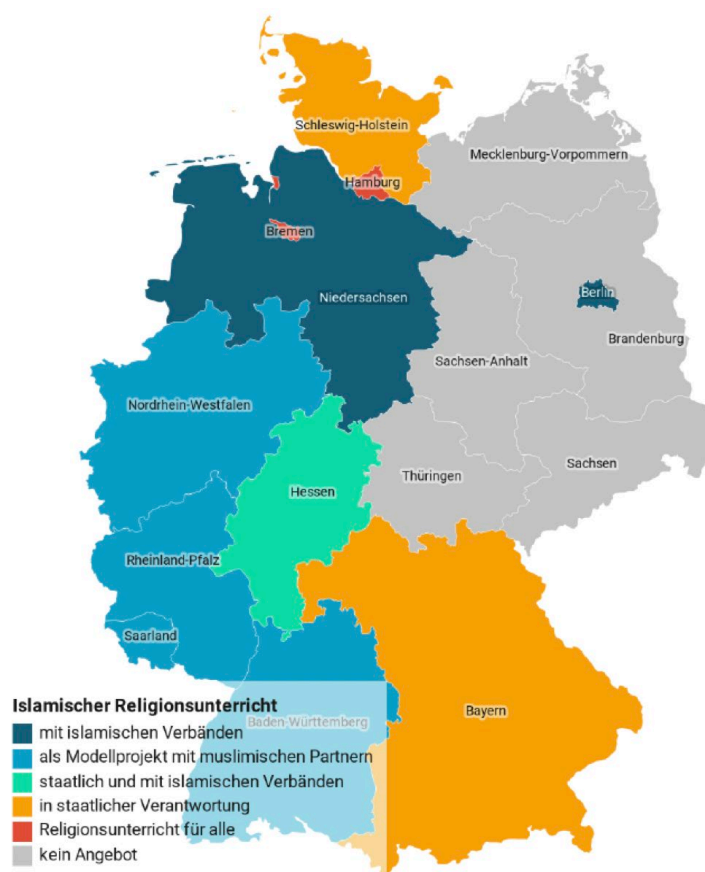 Schleswig-Holstein
Mecklenburg-Vorpommern
Hamburg
Bremen
Berlin
Niedersachsen
Brandenburg
Sachsen-Anhalt
Nordrhein-Westfalen
Sachsen
Thüringen
Hessen
Rheinland-Pfalz
Saarland
Bayern
Baden-Württemberg
Islamischer Religionsunterricht
mit islamischen Verbänden
als Modellprojekt mit muslimischen Partnern
staatlich und mit islamischen Verbänden
in staatlicher Verantwortung
Religionsunterricht für alle
kein Angebot